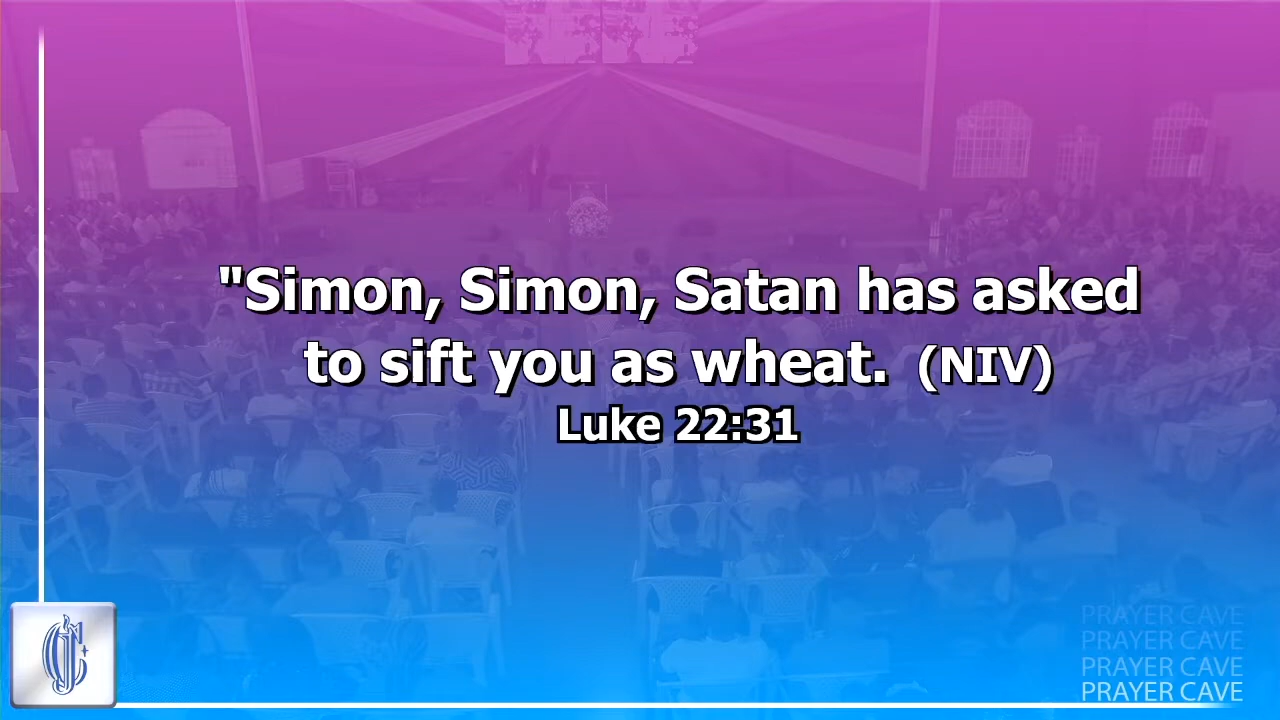 "Simon, Simon, Satan has asked
to sift you as wheat. (NIV)
Luke 22:31
PRAYER CAVE
PRAYER CAVE
PRAYER CAVE
PRAYER CAVE